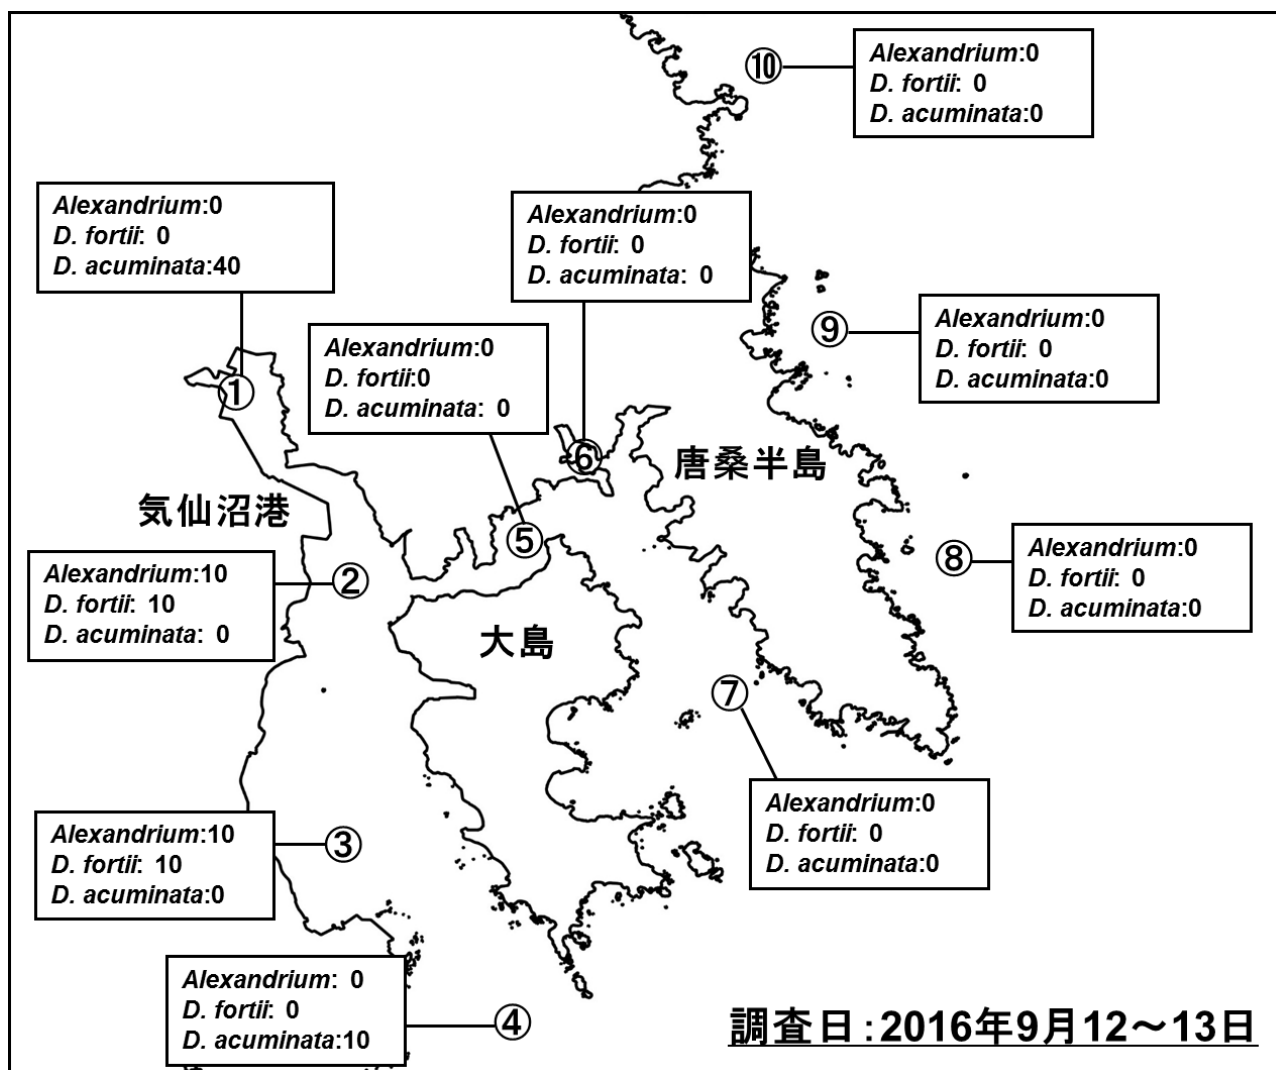 ⑩
Alexandrium:0
D. fortii: 0
D. acuminata:0
Alexandrium:0
D. fortii: 0
D. acuminata:40
①
Alexandrium:0
D. fortii: 0
D. acuminata: 0
⑥
Alexandrium:0
D. fortii: 0
D. acuminata:0
⑨
Alexandrium:0
D. fortii:0
D. acuminata: 0
⑤
唐桑半島
気仙沼港
Alexandrium:10
D. fortii: 10
D. acuminata: 0
②
⑧
Alexandrium:0
D. fortii: 0
D. acuminata:0
大島
⑦
Alexandrium:0
D. fortii: 0
D. acuminata:0
Alexandrium:10
D. fortii: 10
D. acuminata:0
③
Alexandrium: 0
D. fortii: 0
D. acuminata:10
④
調査日:2016年9月12～13日